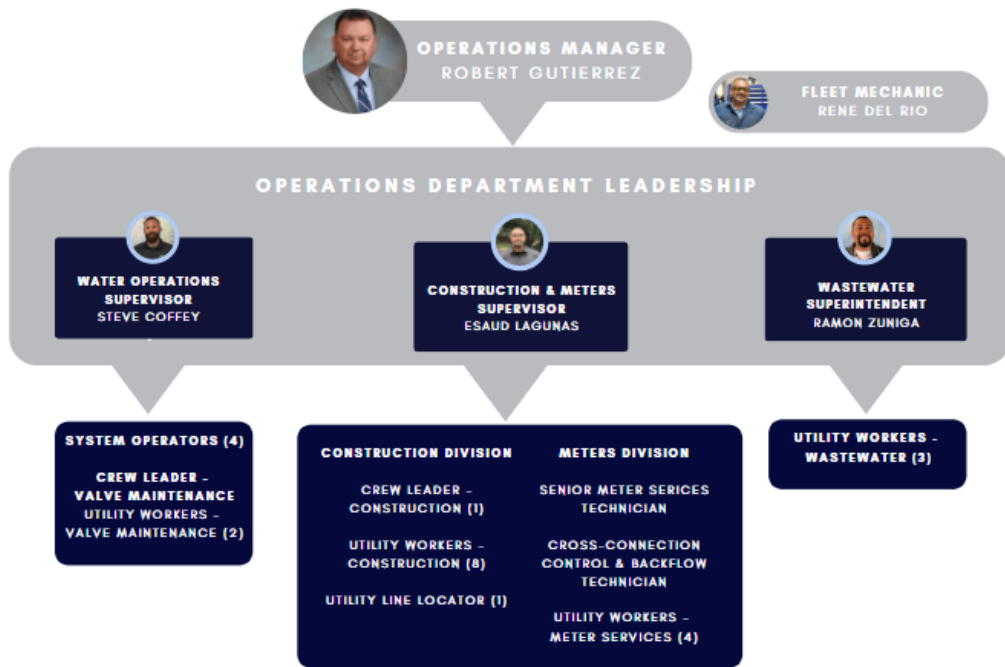 OPERATIONS MANAGER
ROBERT GUTIERREZ
FLEET MECHANIC
RENE DEL RIO
OPERATIONS DEPARTMENT LEADERSHIP
WATER OPERATIONS
SUPERVISOR
STEVE COFFEY
CONSTRUCTION & METERS
SUPERVISOR
ESAUD LAGUNAS
WASTEWATER
SUPERINTENDENT
RAMON ZUNIGA
SYSTEM OPERATORS (4)
CREW LEADER –
VALVE MAINTENANCE
UTILITY WORKERS –
VALVE MAINTENANCE (2)
CONSTRUCTION DIVISION
CREW LEADER –
CONSTRUCTION (1)
UTILITY WORKERS –
CONSTRUCTION (8)
UTILITY LINE LOCATOR (1)
METERS DIVISION
SENIOR METER SERICES
TECHNICIAN
CROSS-CONNECTION
CONTROL & BACKFLOW
TECHNICIAN
UTILITY WORKERS –
METER SERVICES (4)
UTILITY WORKERS –
WASTEWATER (3)